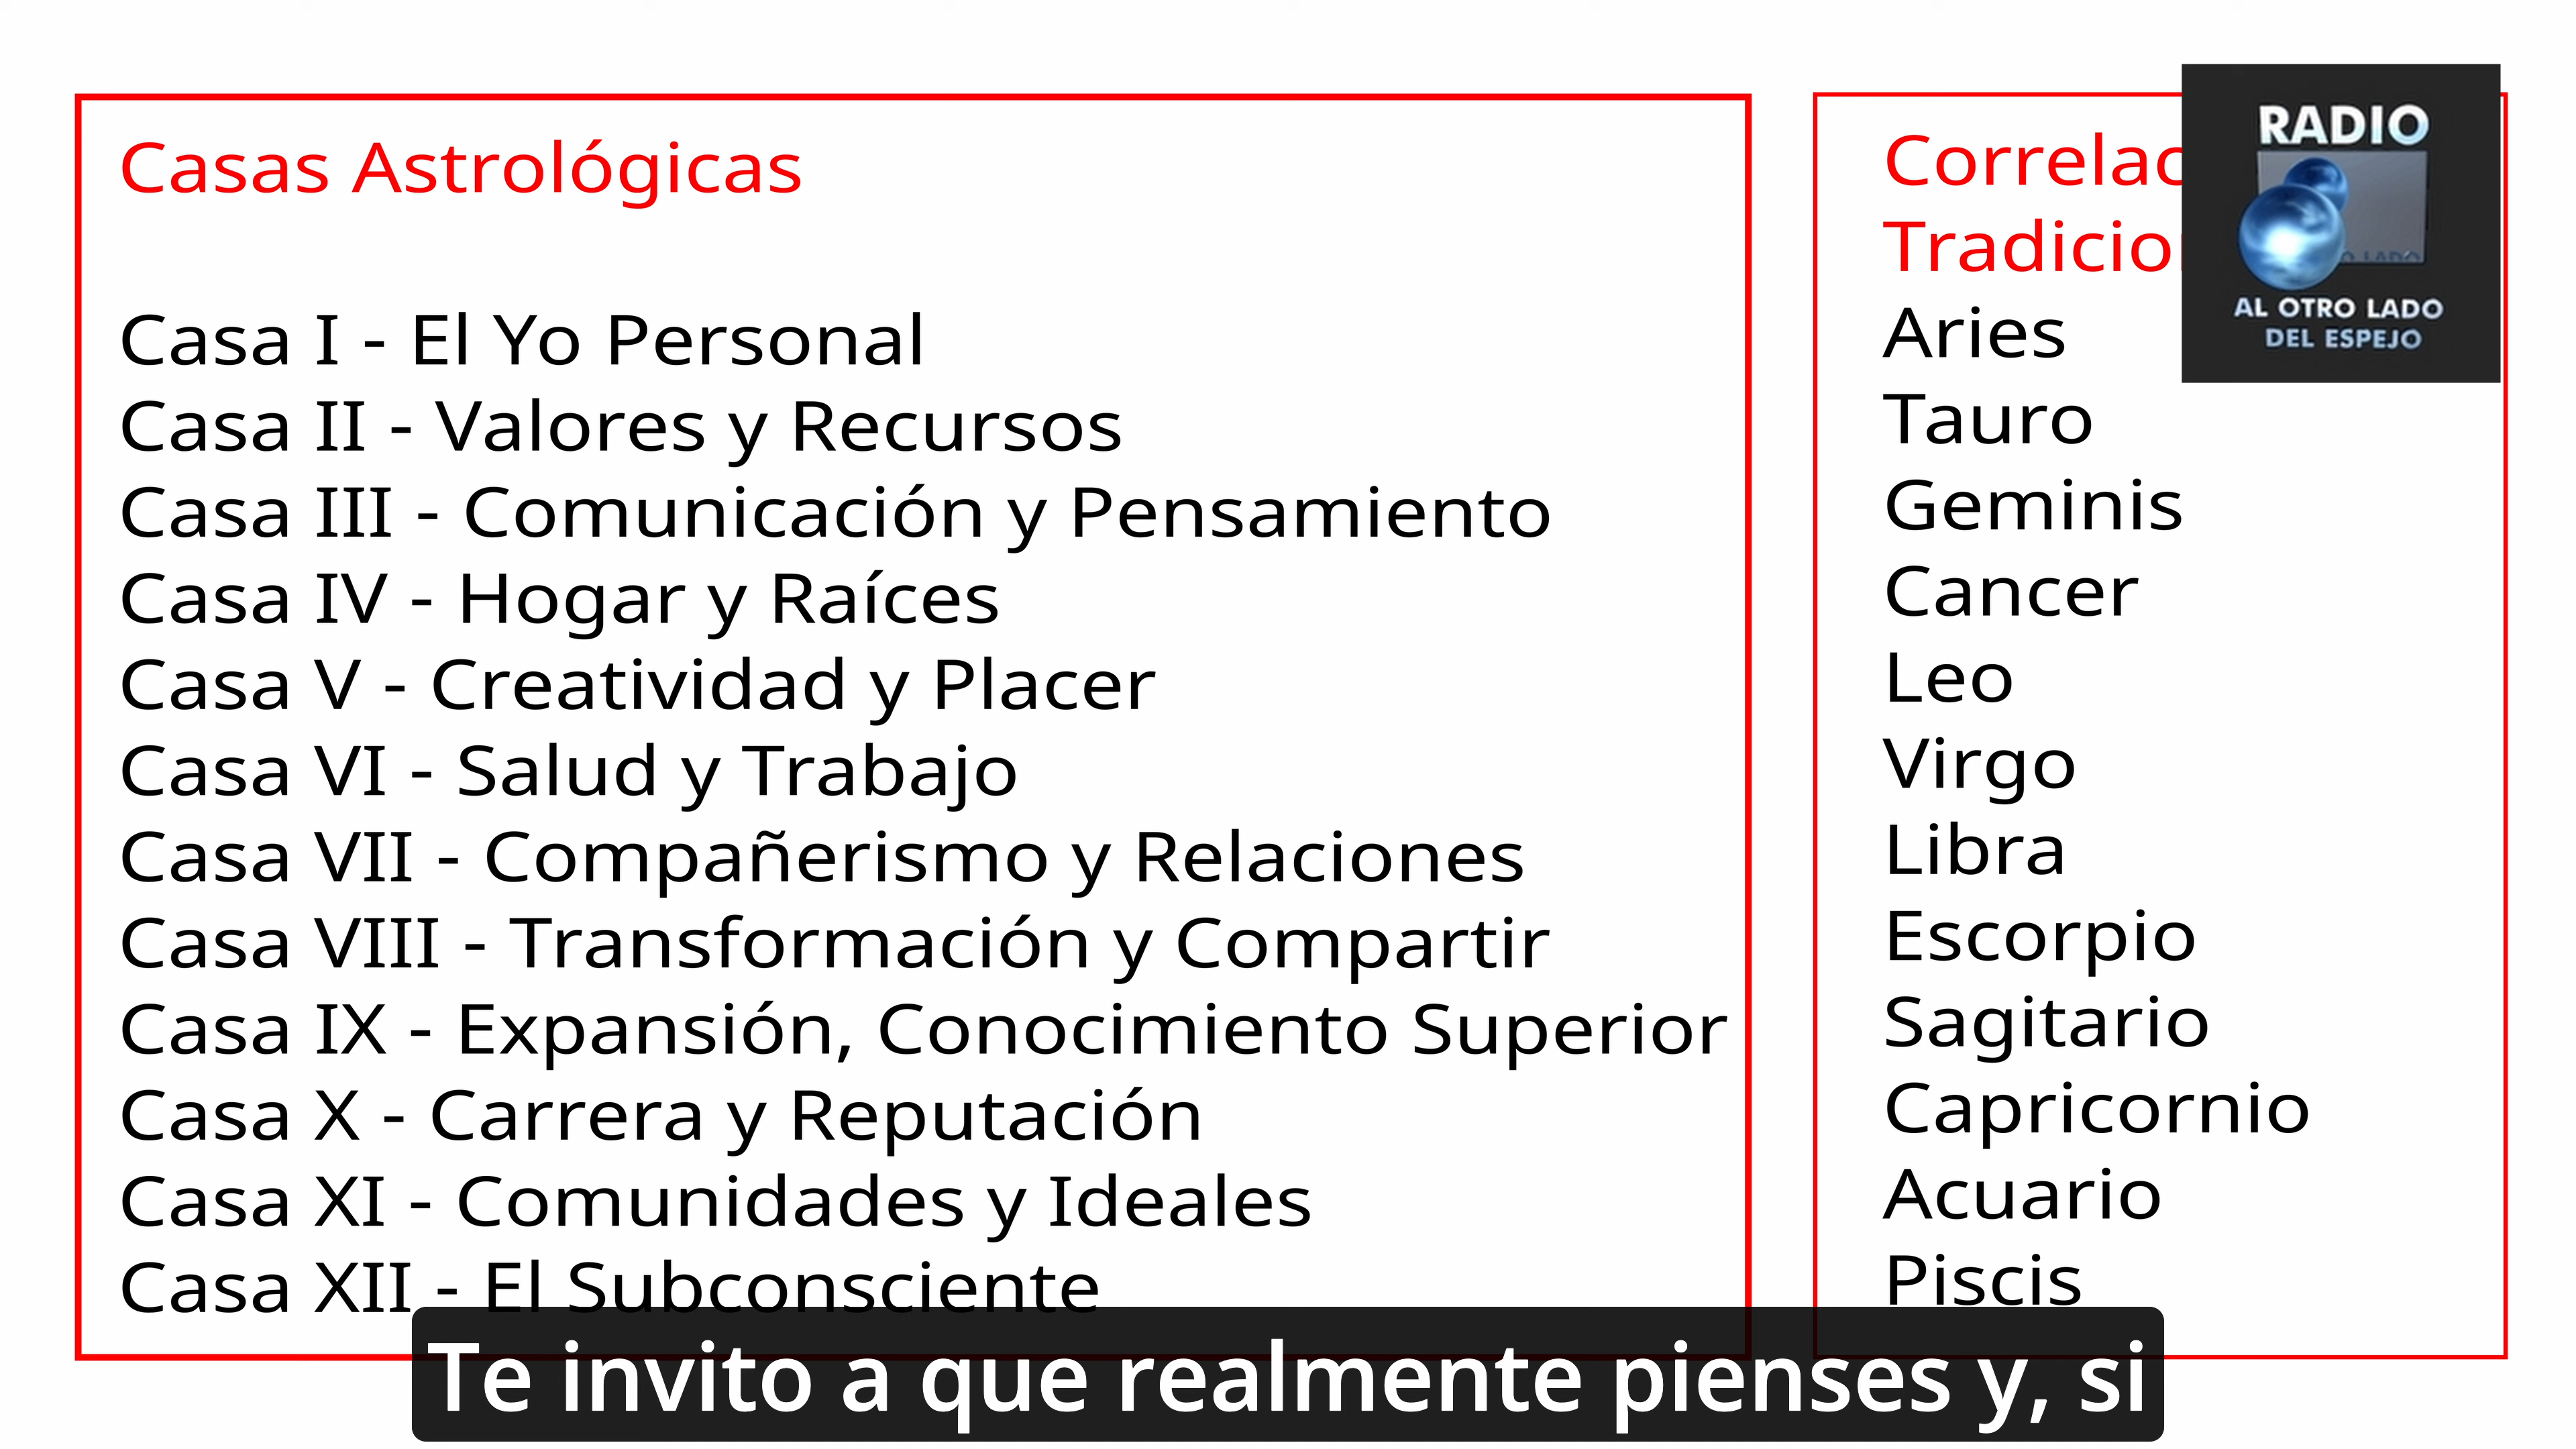 Casas Astrológicas
Casa I - El Yo Personal
Casa II - Valores y Recursos
Casa III - Comunicación y Pensamiento
Casa IV - Hogar y Raíces
Casa V - Creatividad y Placer
Casa VI - Salud y Trabajo
Casa VII - Compañerismo y Relaciones
Casa VIII - Transformación y Compartir
Casa IX - Expansión, Conocimiento Superior
Casa X - Carrera y Reputación
Casa XI - Comunidades y Ideales
Casa XII - El Subconsciente
Aries
Tauro
Geminis
Cancer
Leo
Virgo
Libra
Escorpio
Sagitario
Capricornio
Acuario
Piscis
RADIO
AL OTRO LADO
DEL ESPEJO
Te invito a que realmente pienses y, si